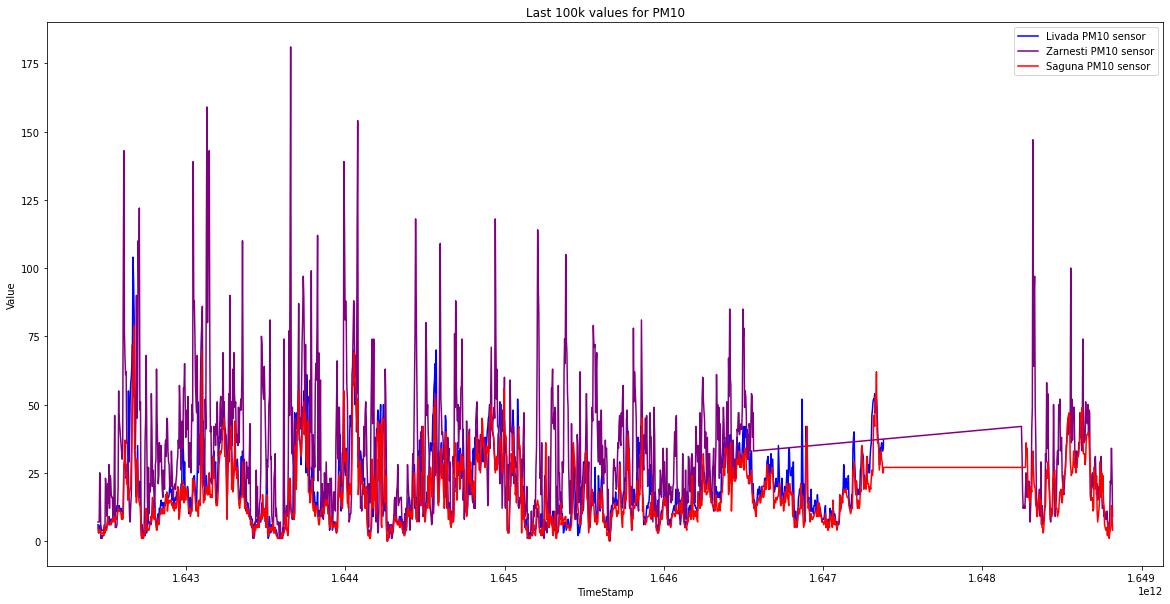 Last 100k values for PM10
Livada PM10 sensor
Zarnesti PM10 sensor
Saguna PM10 sensor
175
150
125
100
75
50
25
0
Value
1.643 1.644 1.645 1.646 1.647 1.648 1.649
1e12
TimeStamp